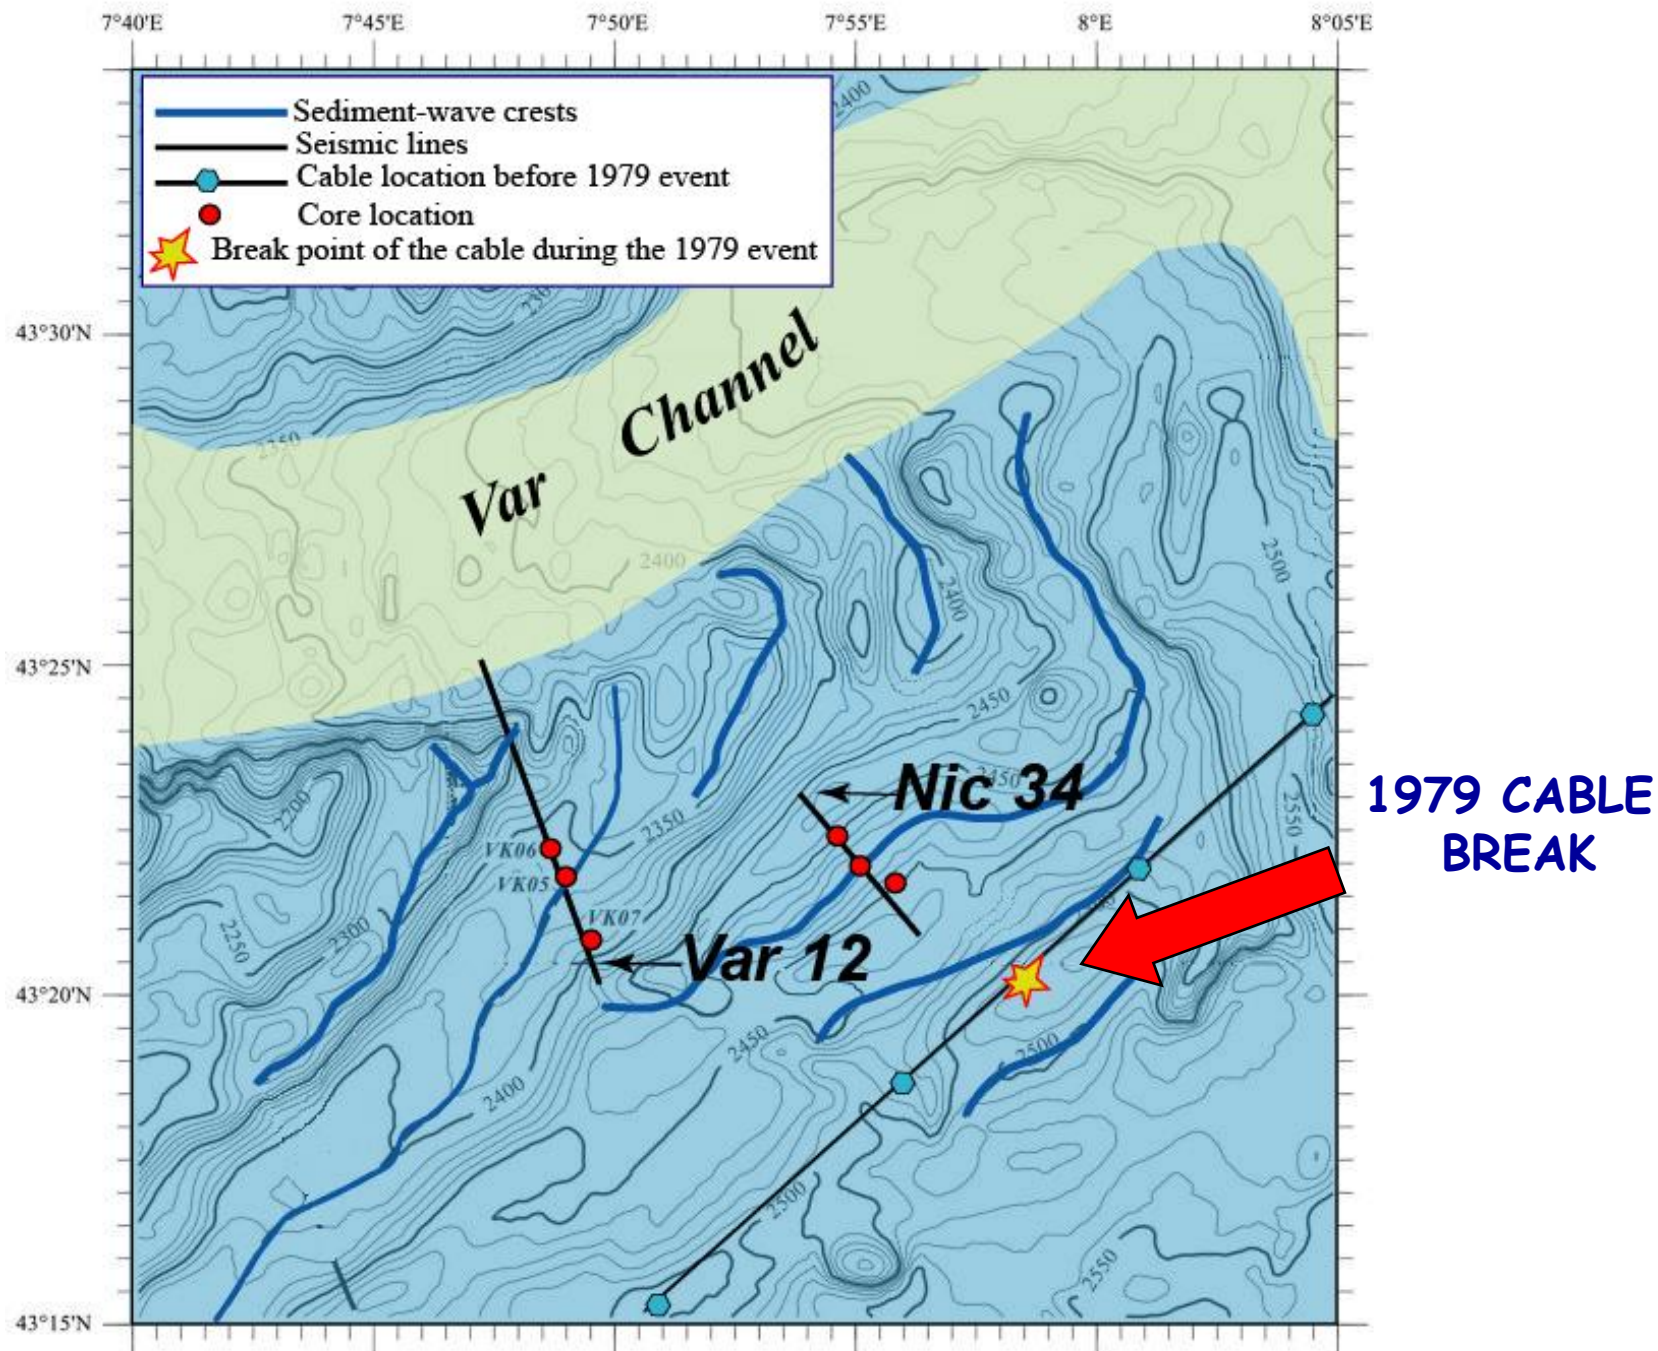 7°40'E 7°45'E 7°50'E 7°55'E 8°E 8°05'E
Sediment-wave crests
Seismic lines
Cable location before 1979 event
Core location
Break point of the cable during the 1979 event
2400
43°30'N
Var Channel
2350
2400
2400
2500
43°25'N
2450
Nic 34
2450
1979 CABLE
BREAK
2200
2350
2550
VK06
VK05
VK07
2250
2300
Var 12
43°20'N
2450
2500
2400
2500
2550
43°15'N